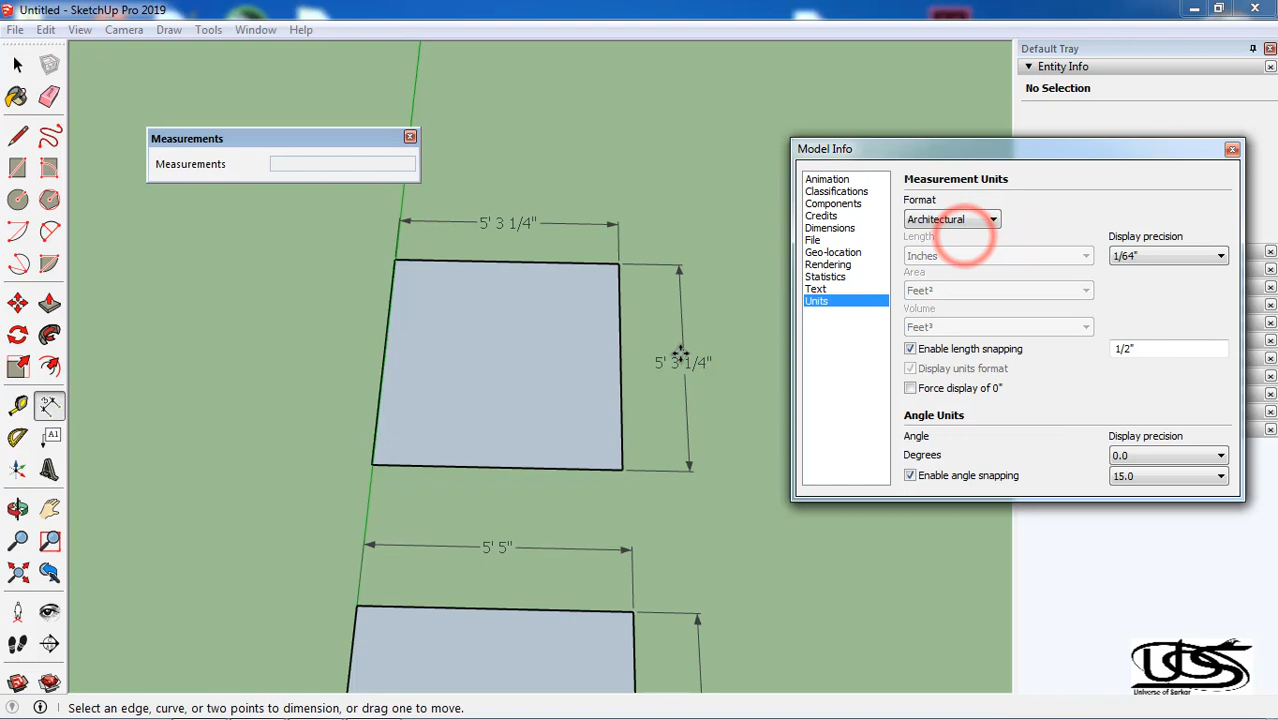 Untitled - SketchUp Pro 2019
File Edit View Camera Draw Tools Window Help
Default Tray
Entity Info
No Selection
Measurements
Measurements
5' 3 1/4"
5' 3 1/4"
5' 5"
Model Info
Animation
Classifications
Components
Credits
Dimensions
File
Geo-location
Rendering
Statistics
Text
Units
Measurement Units
Format
Architectural
Length
Display precision
Inches
1/64"
Area
Feet²
Volume
Feet³
Enable length snapping
1/2"
Display units format
Force display of 0"
Angle Units
Angle
Display precision
Degrees
0.0
Enable angle snapping
15.0
A1
UOS
Universe of Sarkar
Select an edge, curve, or two points to dimension, or drag one to move.